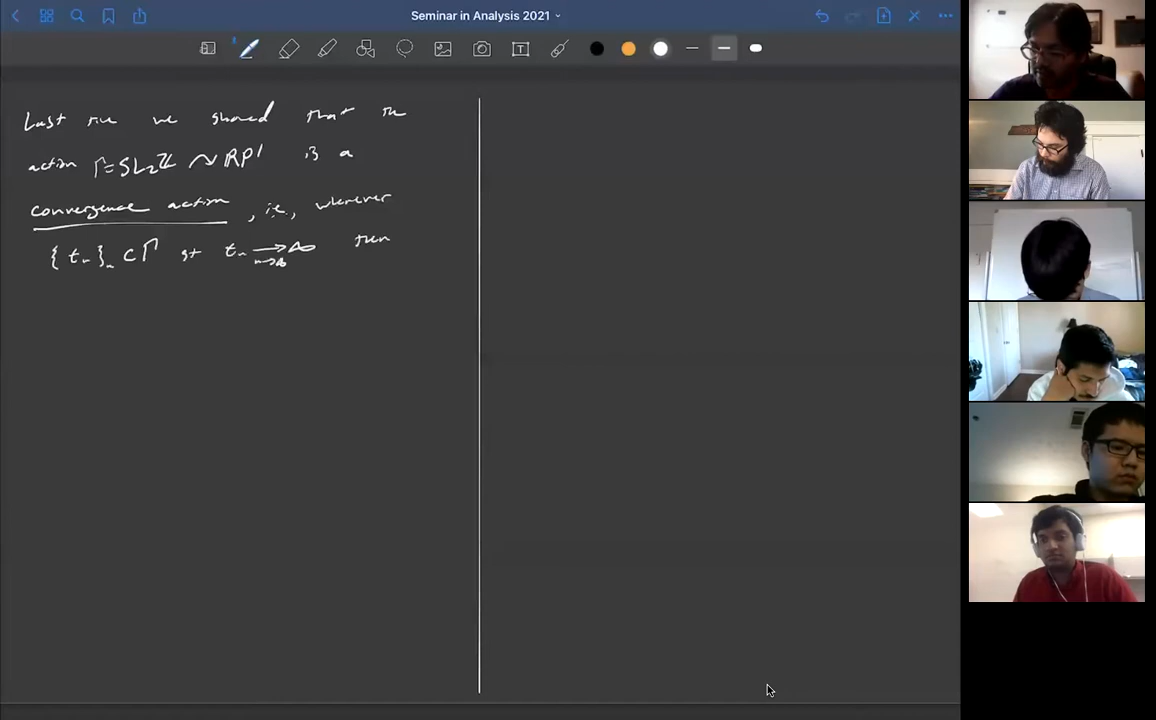 Seminar in Analysis 2021
Last time we showed that the
action Γ=SL₂ℤ ↷ RP¹ is a
convergence action, i.e., whenever
{tₙ}ₙ ⊂ Γ st tₙ →ₙ→∞ ∞ then